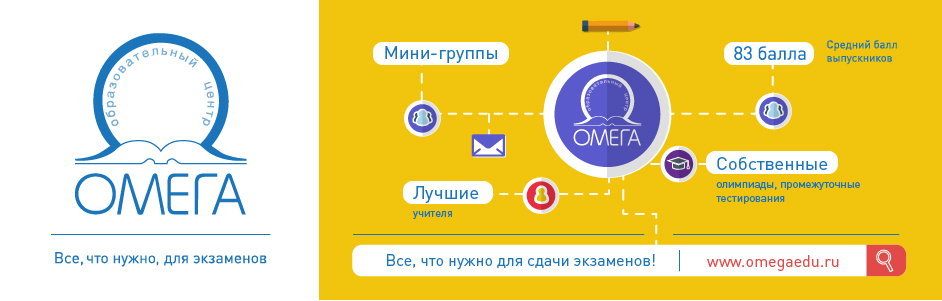 образовательный центр
ОМЕГА
Все, что нужно, для экзаменов
Мини-группы
83 балла
Средний балл
выпускников
образовательный центр
ОМЕГА
Собственные
олимпиады, промежуточные
тестирования
Лучшие
учителя
Все, что нужно для сдачи экзаменов!
www.omegaedu.ru